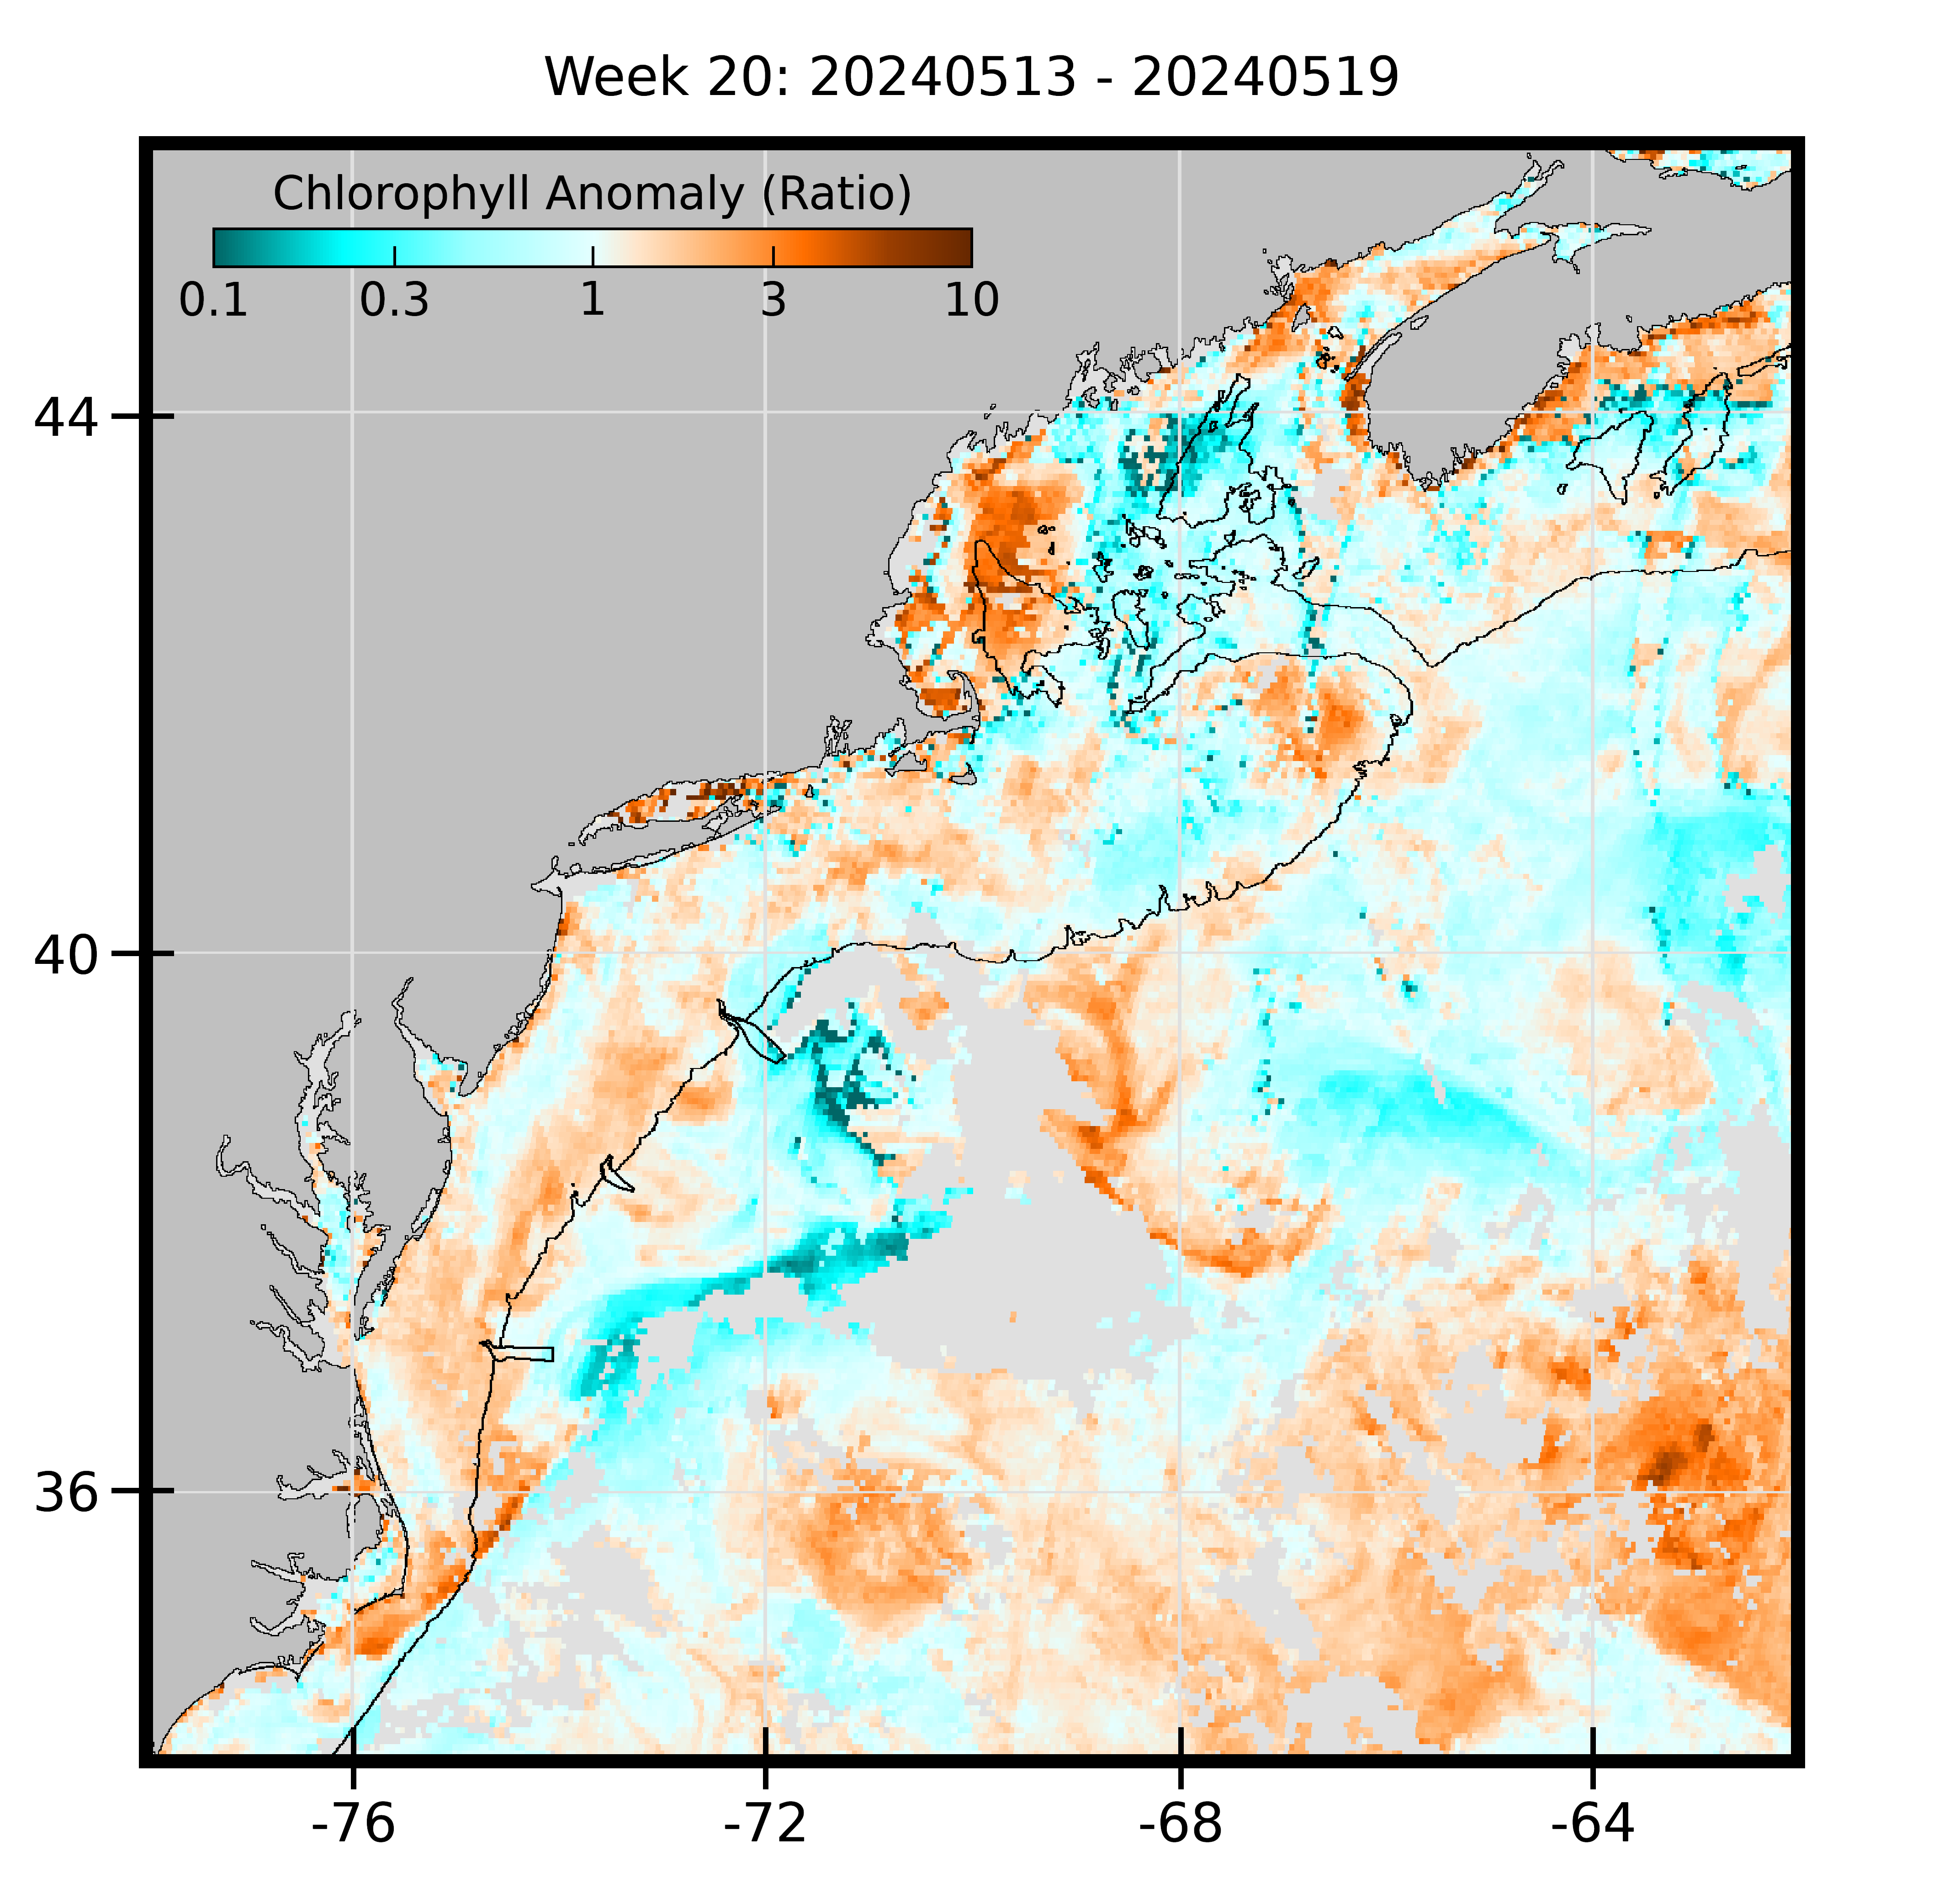 Week 20: 20240513 - 20240519
Chlorophyll Anomaly (Ratio)
0.1 0.3 1 3 10
44
40
36
-76 -72 -68 -64